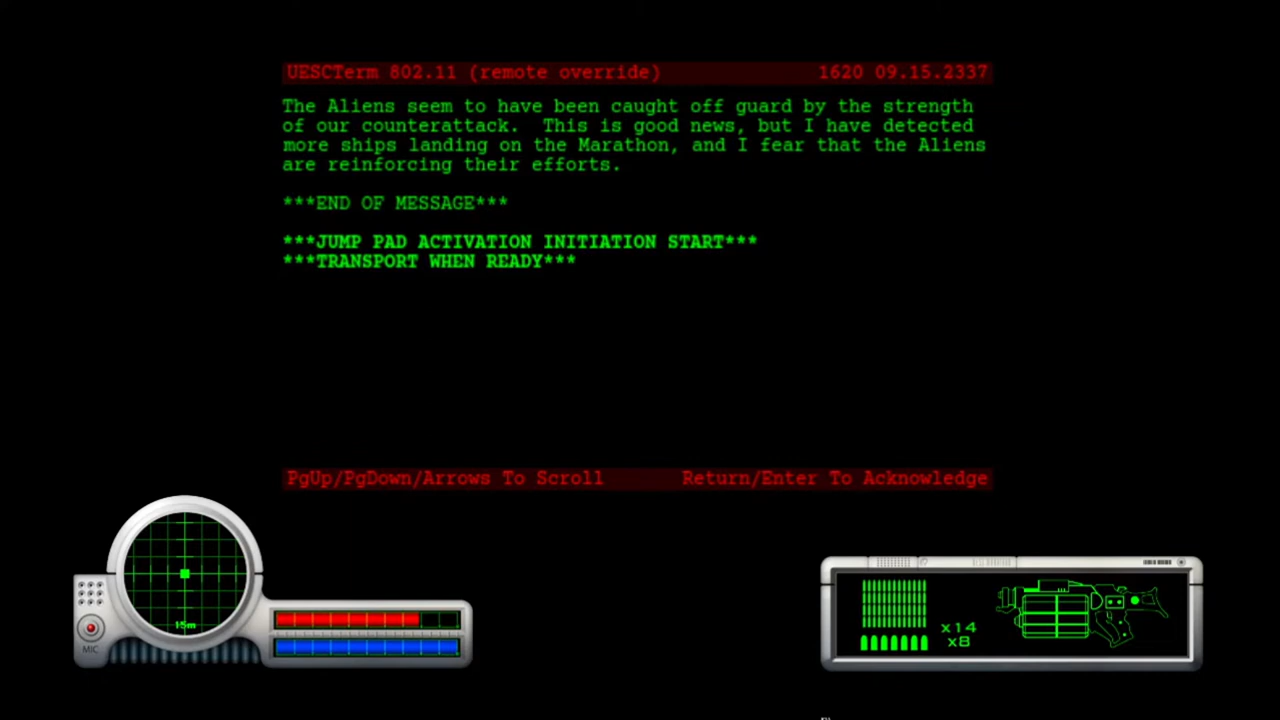 UESCTerm 802.11 (remote override) 1620 09.15.2337
The Aliens seem to have been caught off guard by the strength
of our counterattack.  This is good news, but I have detected
more ships landing on the Marathon, and I fear that the Aliens
are reinforcing their efforts.
***END OF MESSAGE***
***JUMP PAD ACTIVATION INITIATION START***
***TRANSPORT WHEN READY***
PgUp/PgDown/Arrows To Scroll Return/Enter To Acknowledge
15m
MIC
x14
x8